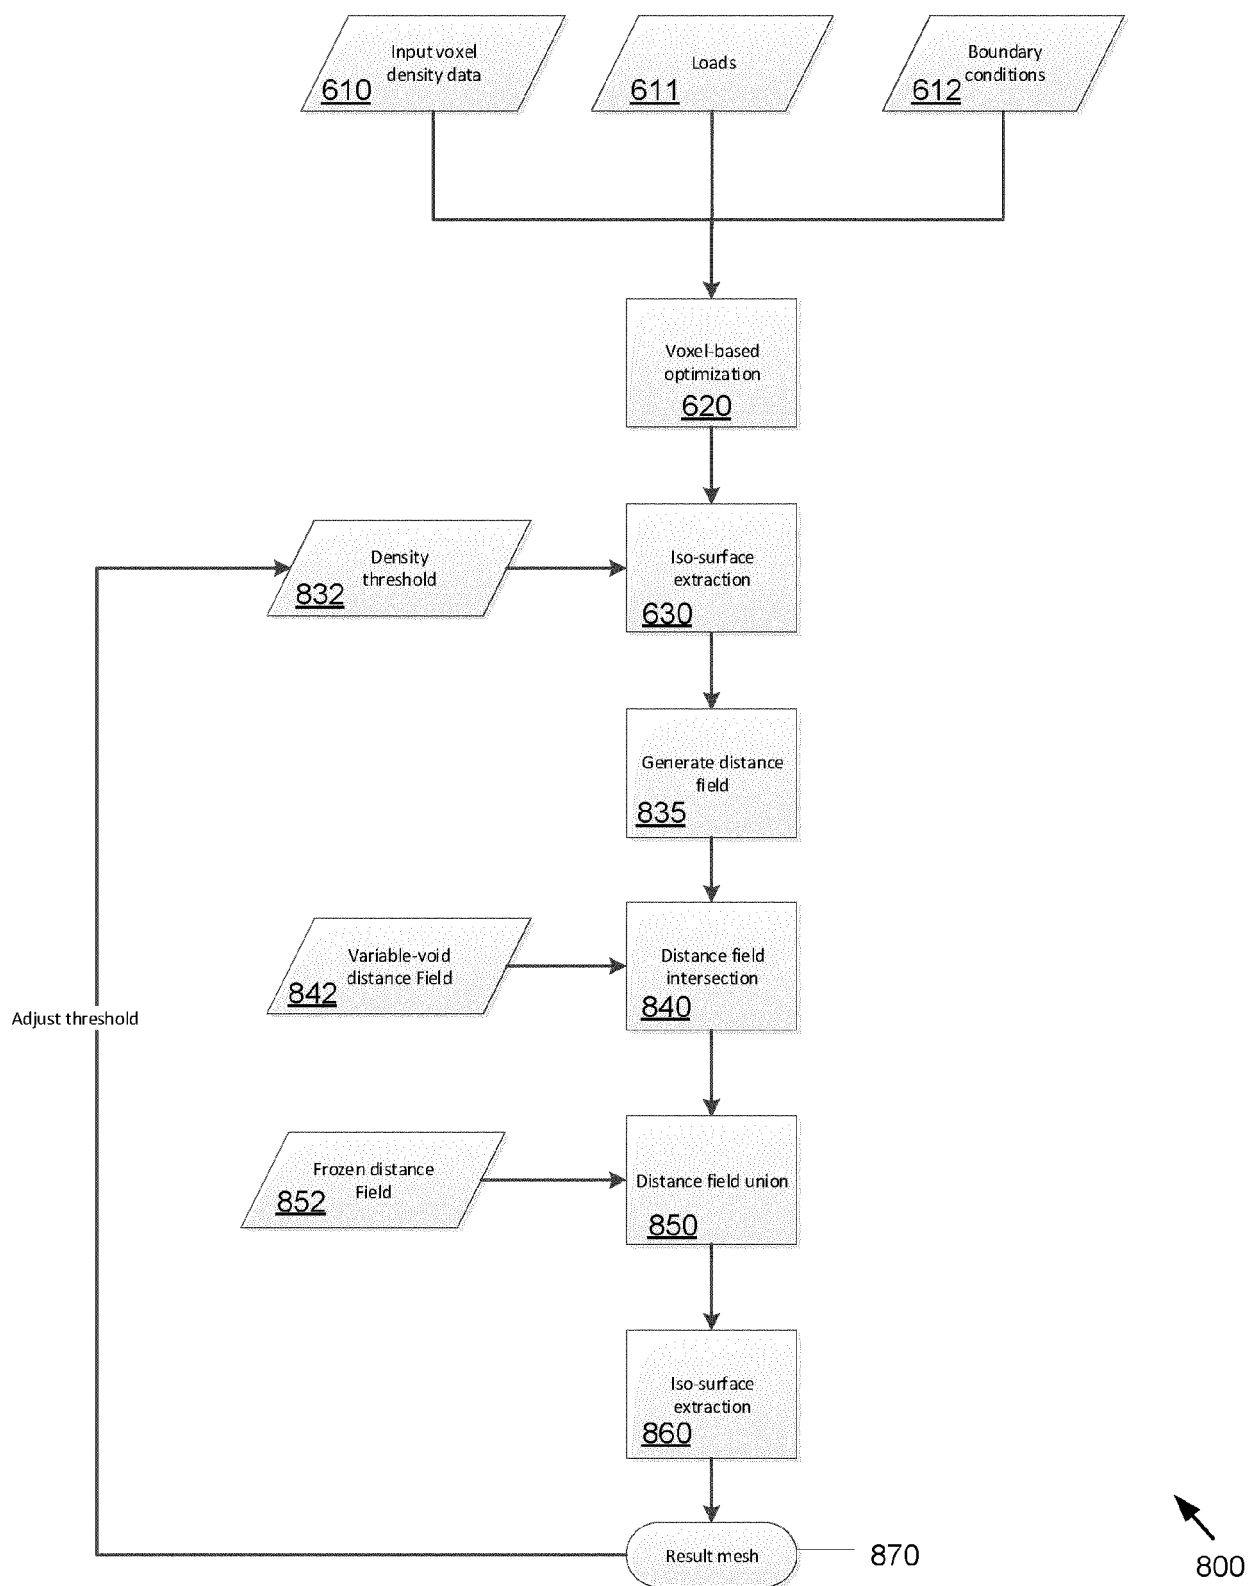 Input voxel
density data
610
Loads
611
Boundary
conditions
612
Voxel-based
optimization
620
Density
threshold
832
Iso-surface
extraction
630
Generate distance
field
835
Variable-void
distance Field
842
Distance field
intersection
840
Adjust threshold
Frozen distance
Field
852
Distance field union
850
Iso-surface
extraction
860
Result mesh
870
800